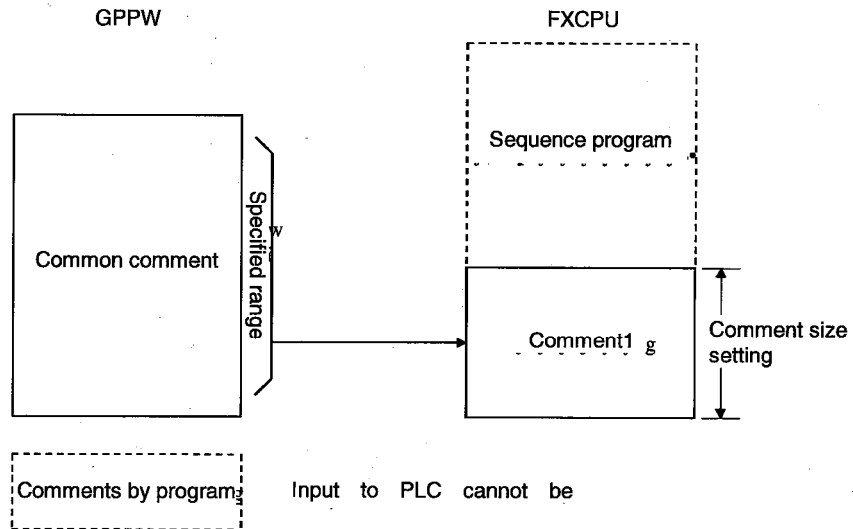 GPPW
FXCPU
Sequence program
Specified range
w
Common comment
Comment1 g
Comment size
setting
Comments by program
Input to PLC cannot be